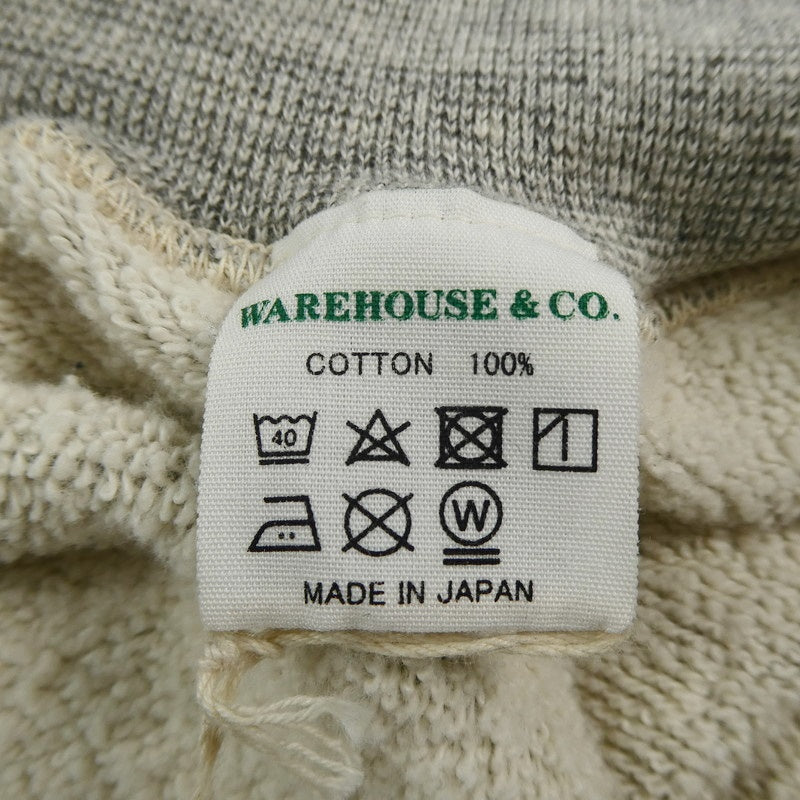 WAREHOUSE & CO.
COTTON 100%
40
W
MADE IN JAPAN